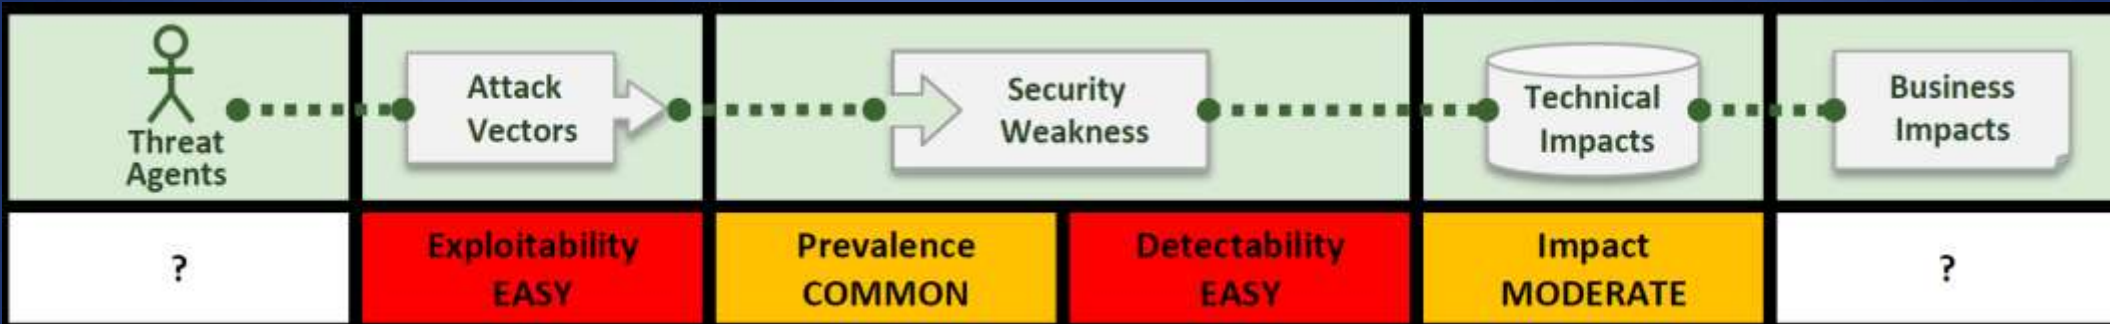 Threat
Agents
Attack
Vectors
Security
Weakness
Technical
Impacts
Business
Impacts
?
Exploitability
EASY
Prevalence
COMMON
Detectability
EASY
Impact
MODERATE
?